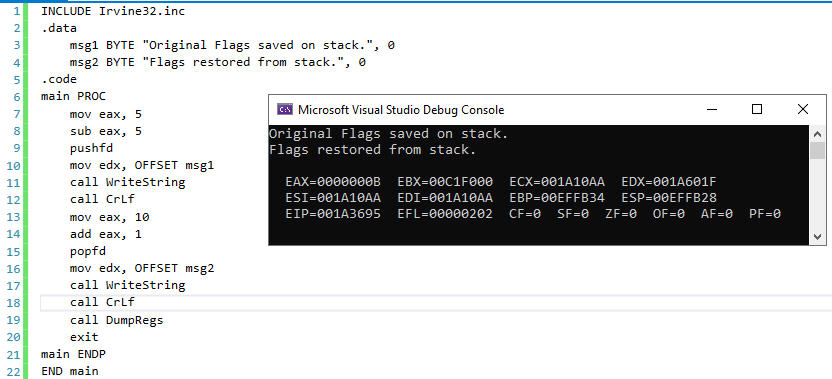 1 INCLUDE Irvine32.inc
2 .data
3     msg1 BYTE "Original Flags saved on stack.", 0
4     msg2 BYTE "Flags restored from stack.", 0
5 .code
6 main PROC
7     mov eax, 5
8     sub eax, 5
9     pushfd
10     mov edx, OFFSET msg1
11     call WriteString
12     call CrLf
13     mov eax, 10
14     add eax, 1
15     popfd
16     mov edx, OFFSET msg2
17     call WriteString
18     call CrLf
19     call DumpRegs
20     exit
21 main ENDP
22 END main
Microsoft Visual Studio Debug Console
Original Flags saved on stack.
Flags restored from stack.
EAX=0000000B  EBX=00C1F000  ECX=001A10AA  EDX=001A601F
ESI=001A10AA  EDI=001A10AA  EBP=00EFFB34  ESP=00EFFB28
EIP=001A3695  EFL=00000202  CF=0  SF=0  ZF=0  OF=0  AF=0  PF=0